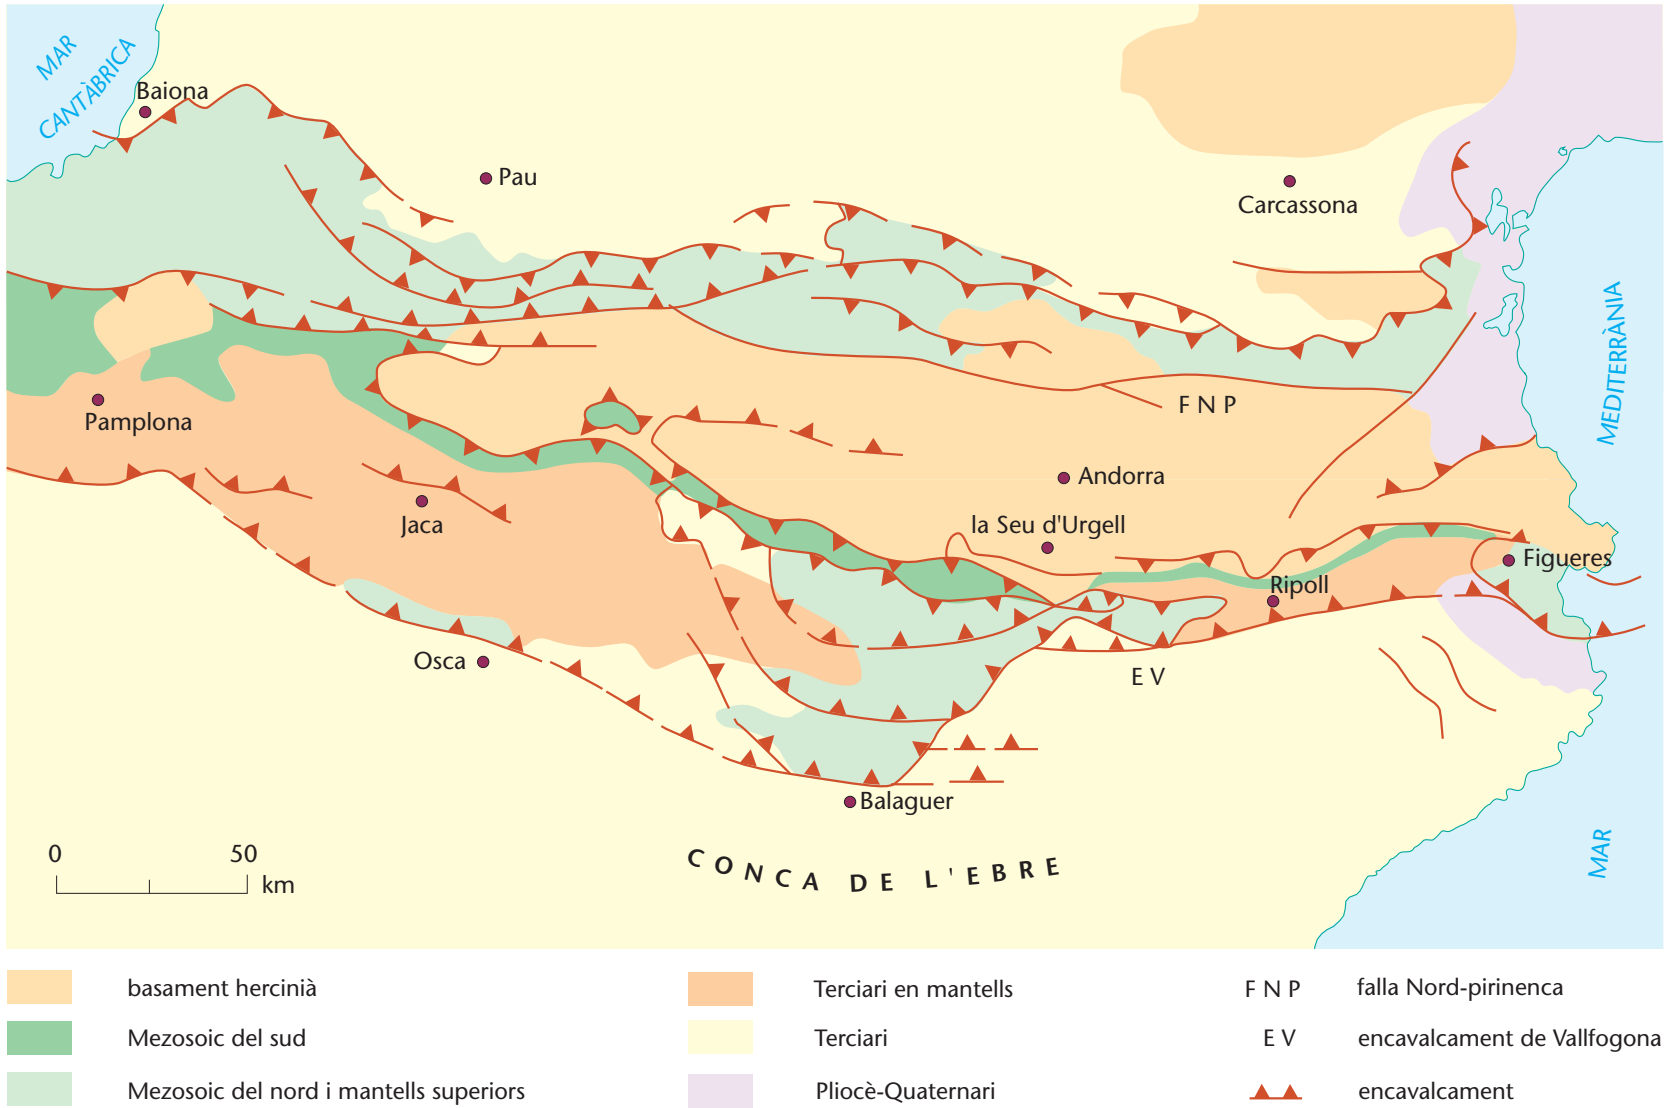 MAR
CANTÀBRICA
Baiona
Pau
Carcassona
MEDITERRÀNIA
Pamplona
F N P
Andorra
Jaca
la Seu d'Urgell
Figueres
Ripoll
Osca
E V
Balaguer
MAR
0 50
km
CONCA DE L'EBRE
basament hercinià
Mezosoic del sud
Mezosoic del nord i mantells superiors
Terciari en mantells
Terciari
Pliocè-Quaternari
F N P falla Nord-pirinenca
E V encavalcament de Vallfogona
encavalcament